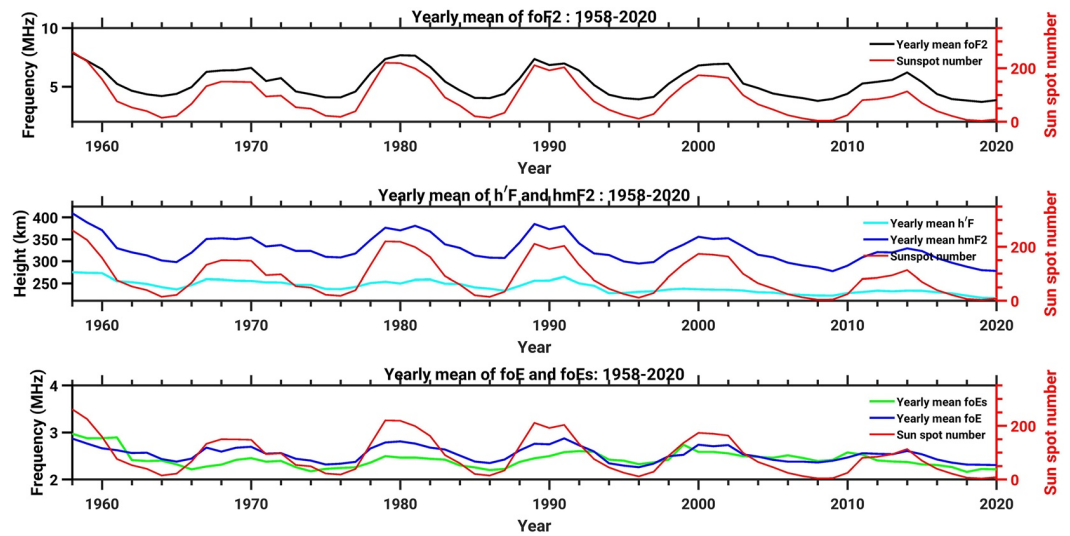 Yearly mean of foF2 : 1958-2020
Frequency (MHz)
10
5
Yearly mean foF2
Sunspot number
200
100
0
Sun spot number
1960 1970 1980 1990 2000 2010 2020
Year
Yearly mean of h′F and hmF2 : 1958-2020
Height (km)
400
350
300
250
Yearly mean h′F
Yearly mean hmF2
Sunspot number
200
100
0
Sun spot number
1960 1970 1980 1990 2000 2010 2020
Year
Yearly mean of foE and foEs: 1958-2020
Frequency (MHz)
4
3
2
Yearly mean foEs
Yearly mean foE
Sun spot number
200
100
0
Sun spot number
1960 1970 1980 1990 2000 2010 2020
Year